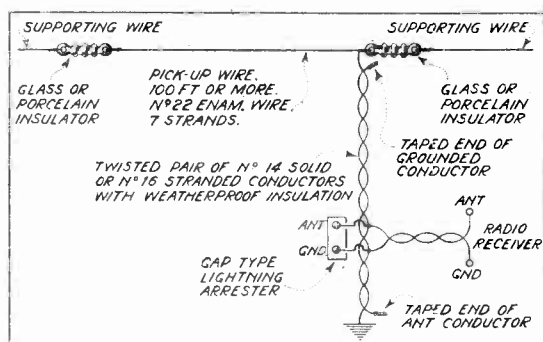 SUPPORTING WIRE
SUPPORTING WIRE
GLASS OR
PORCELAIN
INSULATOR
PICK-UP WIRE.
100 FT OR MORE.
Nº22 ENAM. WIRE,
7 STRANDS.
GLASS OR
PORCELAIN
INSULATOR
TAPED END OF
GROUNDED
CONDUCTOR
TWISTED PAIR OF Nº 14 SOLID
OR Nº16 STRANDED CONDUCTORS
WITH WEATHERPROOF INSULATION
ANT
GND
GAP TYPE
LIGHTNING
ARRESTER
ANT
RADIO
RECEIVER
GND
TAPED END OF
ANT CONDUCTOR